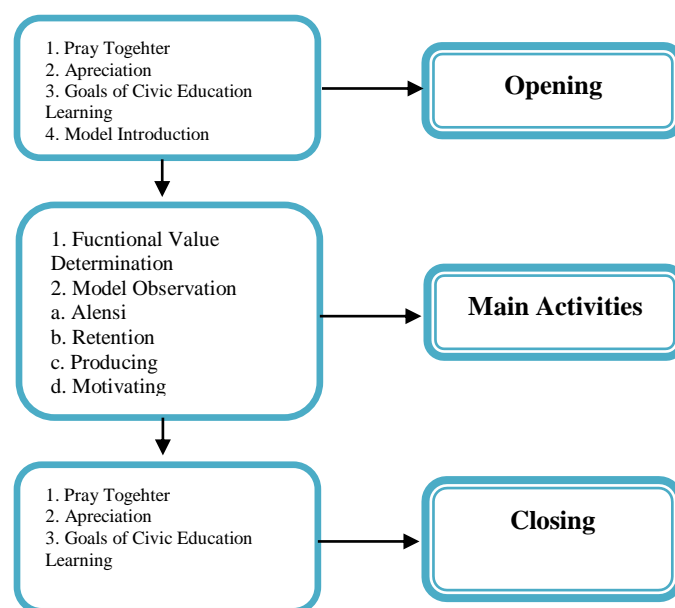 1. Pray Togehter
2. Apreciation
3. Goals of Civic Education
Learning
4. Model Introduction
Opening
1. Fucntional Value
Determination
2. Model Observation
a. Alensi
b. Retention
c. Producing
d. Motivating
Main Activities
1. Pray Togehter
2. Apreciation
3. Goals of Civic Education
Learning
Closing